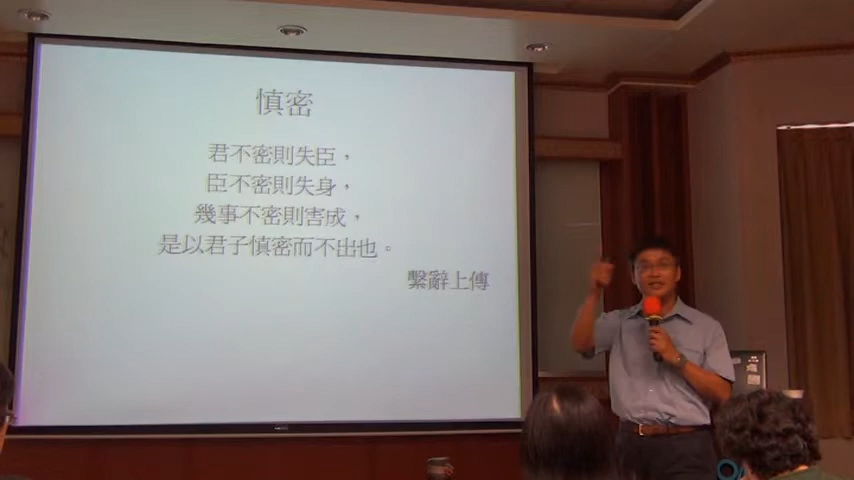 慎密
君不密則失臣，
臣不密則失身，
幾事不密則害成，
是以君子慎密而不出也。
繫辭上傳